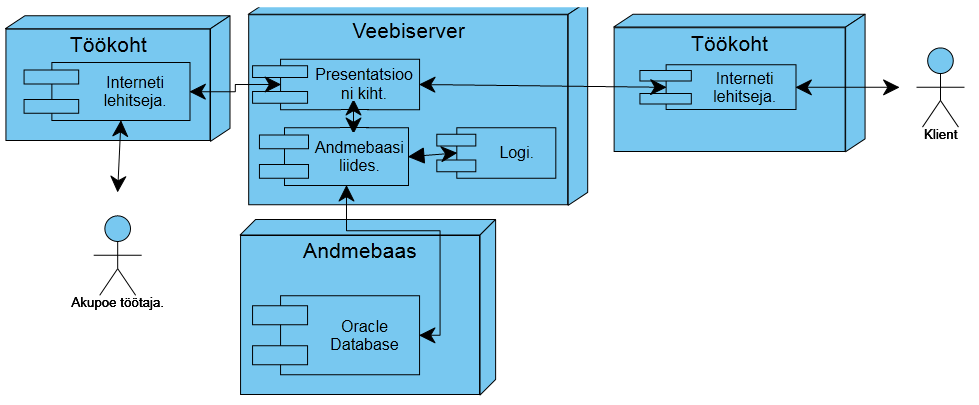 Töökoht
Interneti
lehitseja.
Akupoe töötaja.
Veebiserver
Presentatsioo
ni kiht.
Andmebaasi
liides.
Logi.
Andmebaas
Oracle
Database
Töökoht
Interneti
lehitseja.
Klient